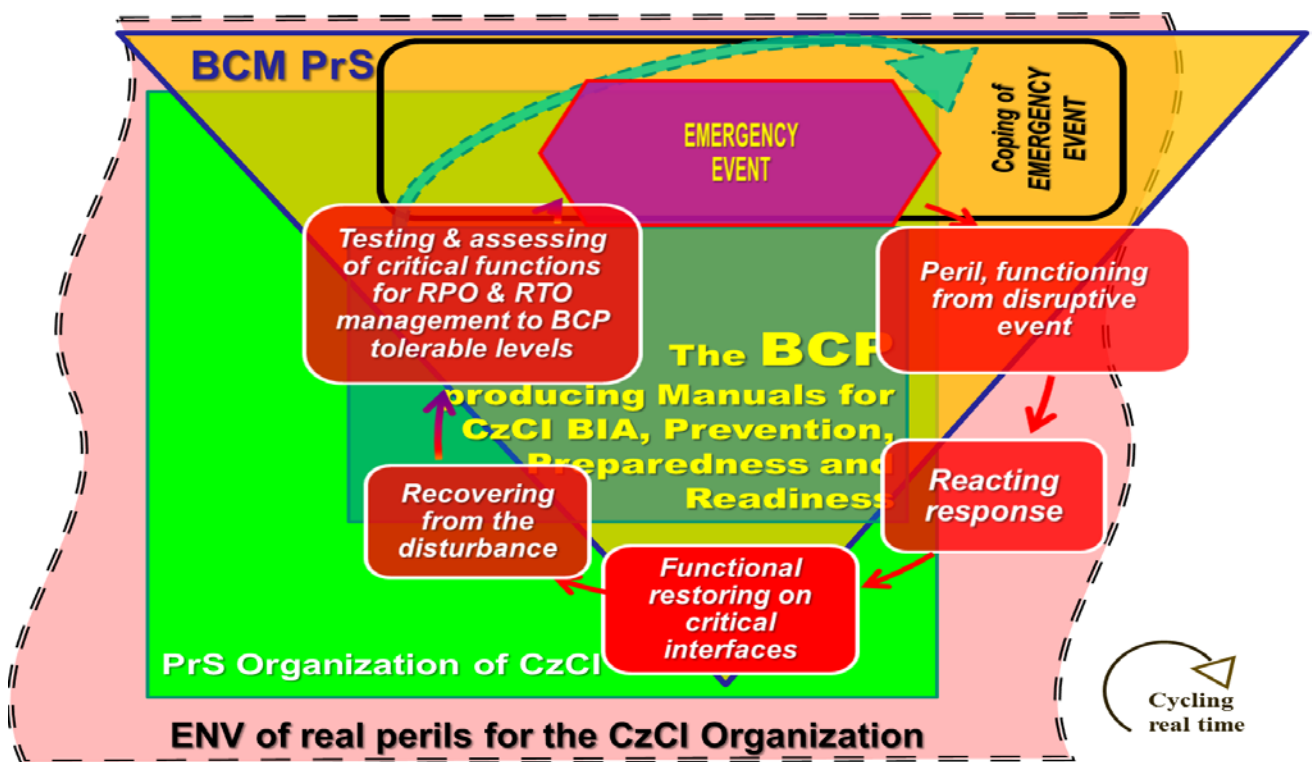 BCM PrS
EMERGENCY
EVENT
Coping of
EMERGENCY
EVENT
Testing & assessing
of critical functions
for RPO & RTO
management to BCP
tolerable levels
Peril, functioning
from disruptive
event
The BCP
producing Manuals for
CzCI BIA, Prevention,
Preparedness and
Readiness
Reacting
response
Recovering
from the
disturbance
Functional
restoring on
critical
interfaces
PrS Organization of CzCI
ENV of real perils for the CzCI Organization
Cycling
real time